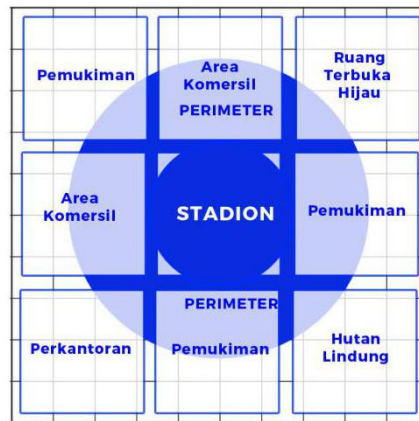 Pemukiman
Area
Komersil
PERIMETER
Ruang
Terbuka
Hijau
Area
Komersil
STADION
Pemukiman
Perkantoran
PERIMETER
Pemukiman
Hutan
Lindung